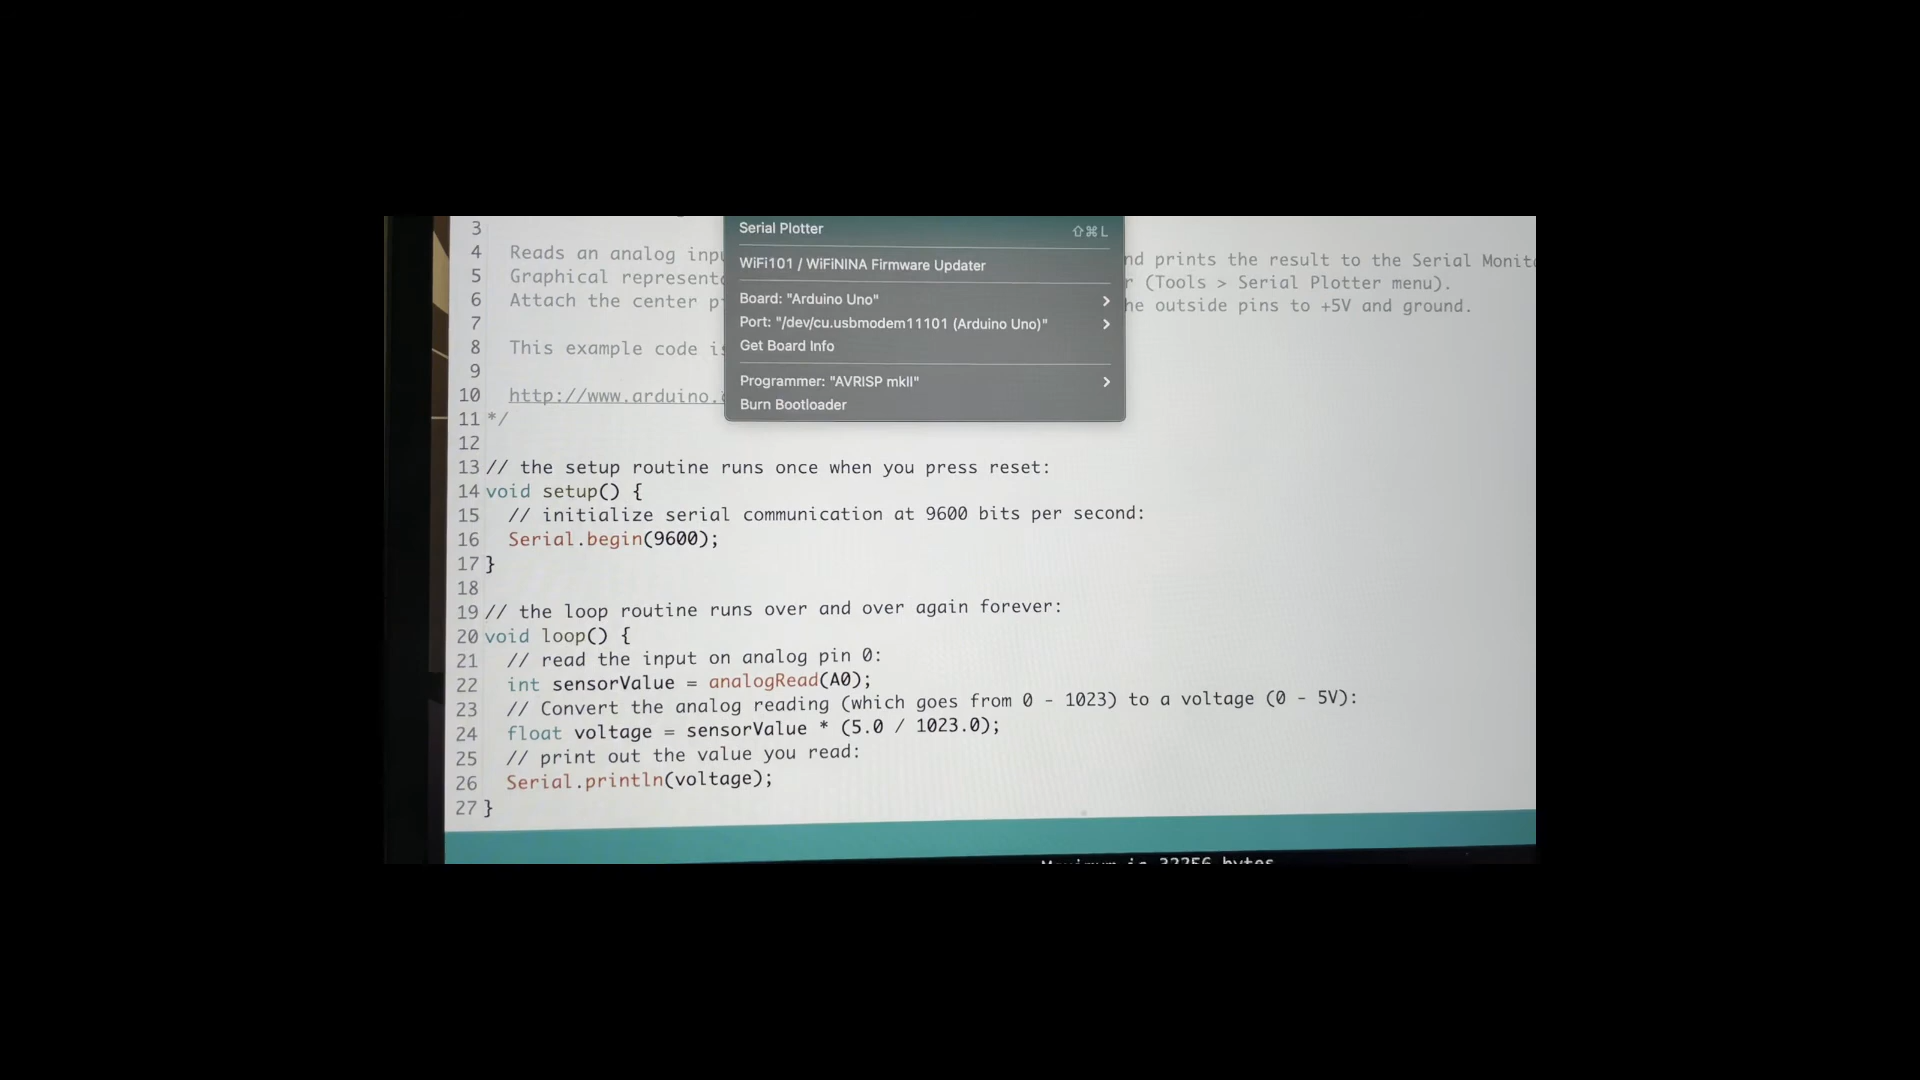 Serial Plotter ⇧⌘L
WiFi101 / WiFiNINA Firmware Updater
Board: "Arduino Uno"
Port: "/dev/cu.usbmodem11101 (Arduino Uno)"
Get Board Info
Programmer: "AVRISP mkII"
Burn Bootloader
3
4 Reads an analog nd prints the result to the Serial
5 Graphical (Tools > Serial Plotter menu).
6 Attach the center he outside pins to +5V and ground.
7
8 This example code
9
10 http://www.arduino.
11 */
12
13 // the setup routine runs once when you press reset:
14 void setup() {
15 // initialize serial communication at 9600 bits per second:
16 Serial.begin(9600);
17 }
18
19 // the loop routine runs over and over again forever:
20 void loop() {
21 // read the input on analog pin 0:
22 int sensorValue = analogRead(A0);
23 // Convert the analog reading (which goes from 0 - 1023) to a voltage (0 - 5V):
24 float voltage = sensorValue * (5.0 / 1023.0);
25 // print out the value you read:
26 Serial.println(voltage);
27 }
Maximum is 32256 bytes